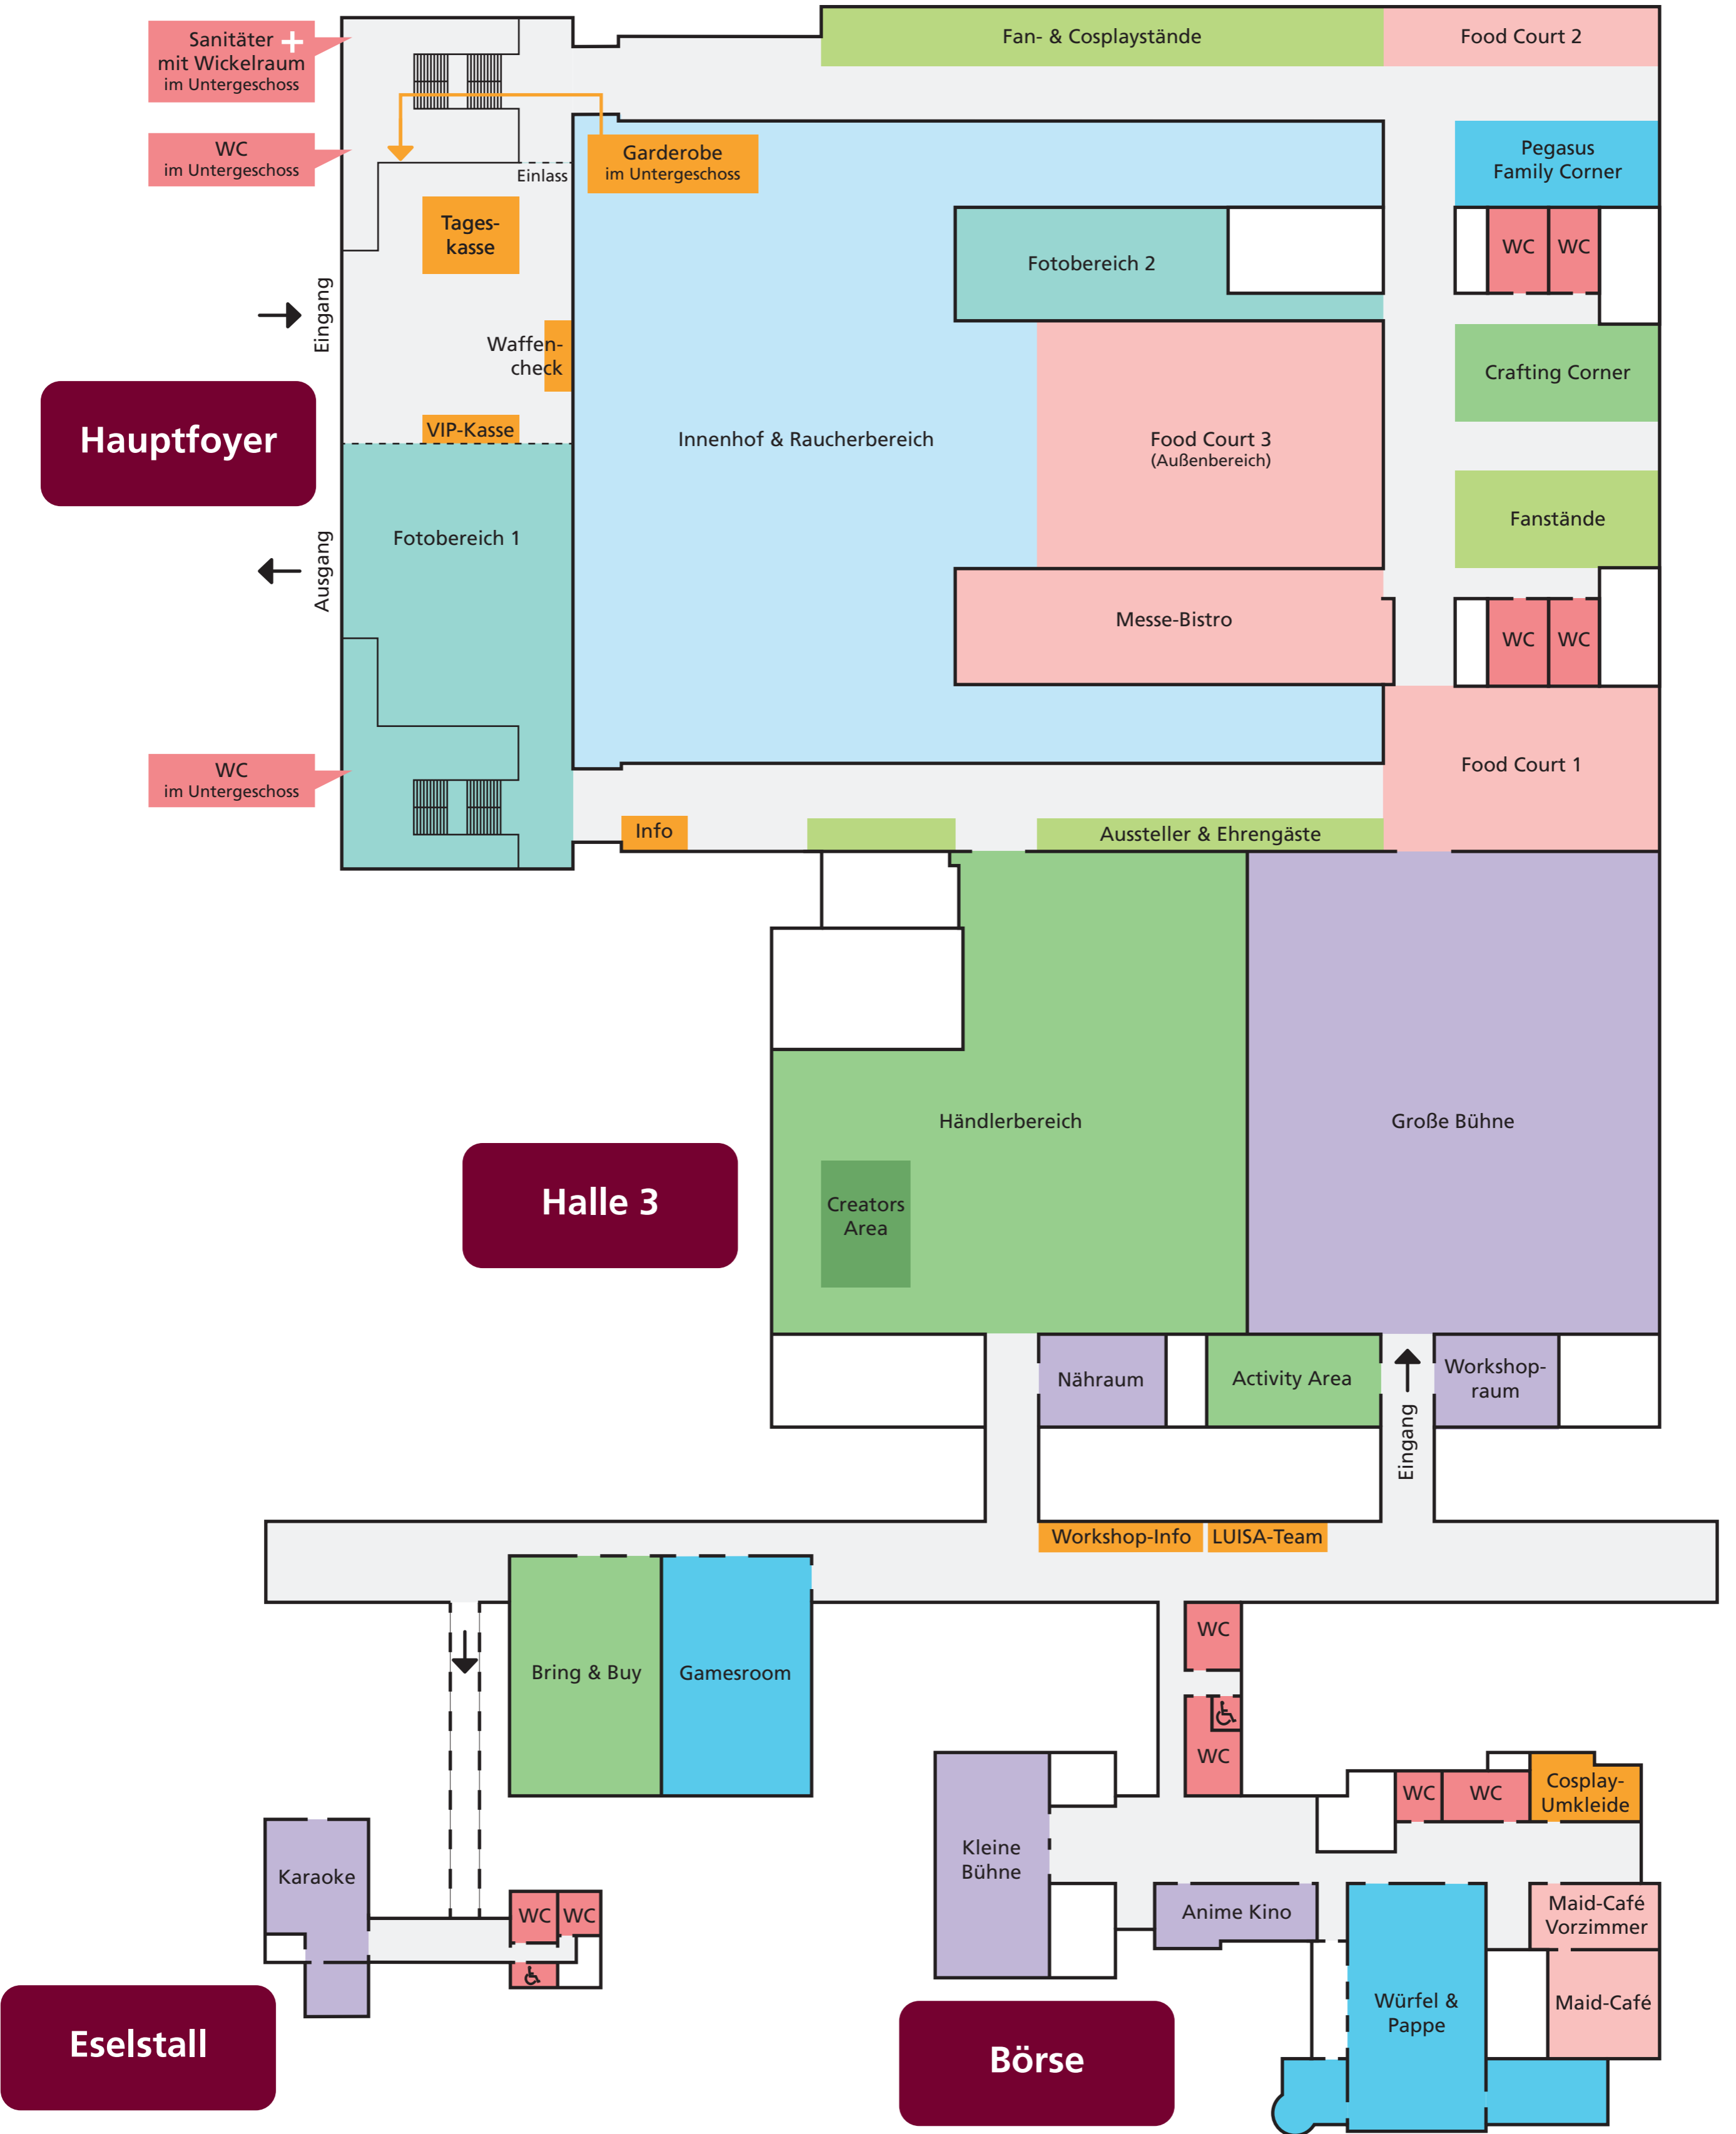 Sanitäter
mit Wickelraum
im Untergeschoss
Fan- & Cosplaystände
Food Court 2
WC
im Untergeschoss
Garderobe
im Untergeschoss
Einlass
Pegasus
Family Corner
Tages-
kasse
WC
WC
Fotobereich 2
Eingang
Waffen-
check
Crafting Corner
Hauptfoyer
VIP-Kasse
Innenhof & Raucherbereich
Food Court 3
(Außenbereich)
Fanstände
Fotobereich 1
Ausgang
Messe-Bistro
WC
WC
WC
im Untergeschoss
Food Court 1
Info
Aussteller & Ehrengäste
Händlerbereich
Große Bühne
Halle 3
Creators
Area
Nähraum
Activity Area
Workshop-
raum
Eingang
Workshop-Info
LUISA-Team
WC
Bring & Buy
Gamesroom
WC
WC
WC
Cosplay-
Umkleide
Kleine
Bühne
Karaoke
WC
WC
Anime Kino
Maid-Café
Vorzimmer
Würfel &
Pappe
Maid-Café
Eselstall
Börse